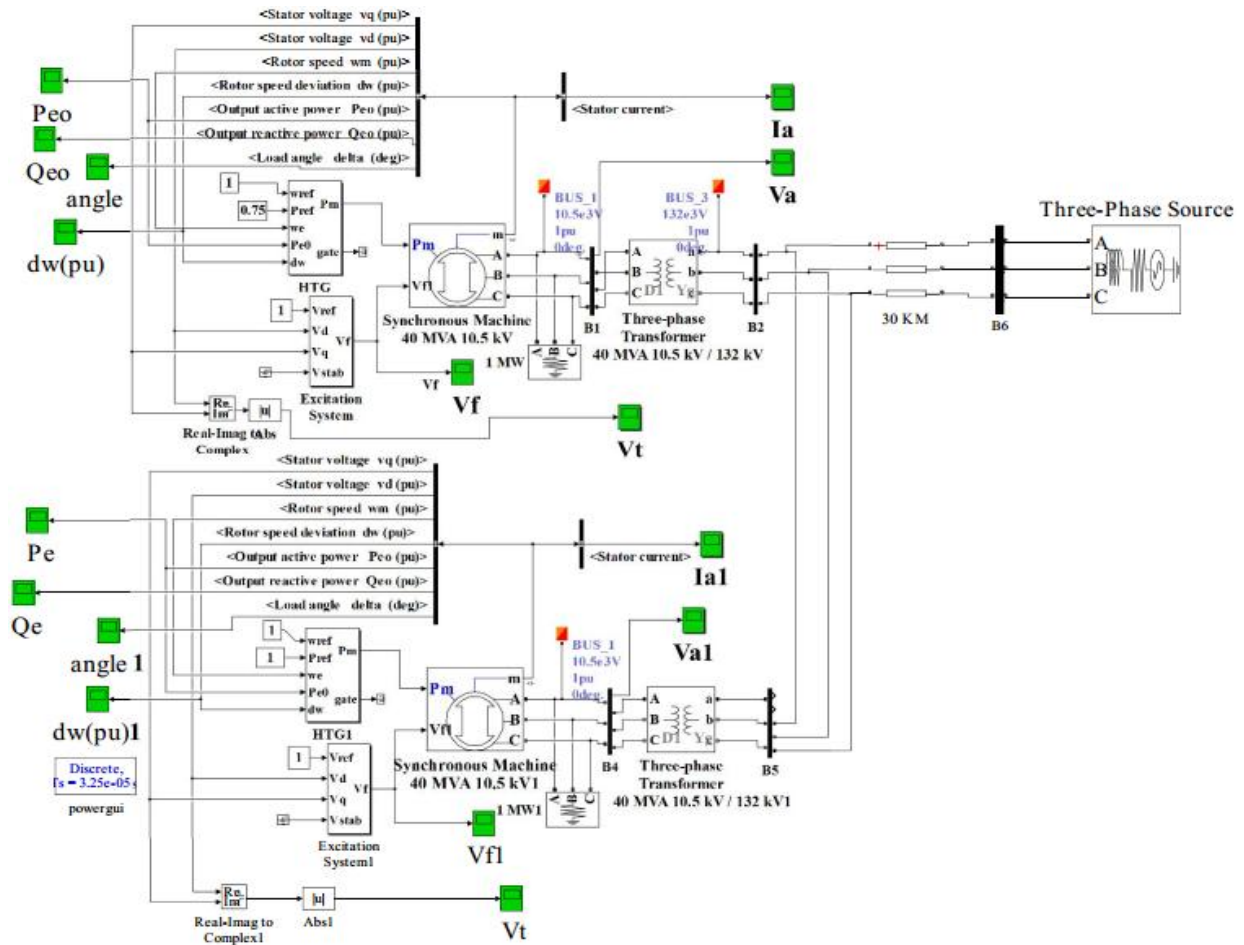 <Stator voltage vq (pu)>
<Stator voltage vd (pu)>
<Rotor speed wm (pu)>
<Rotor speed deviation dw (pu)>
<Output active power Peo (pu)>
<Output reactive power Qeo (pu)>
<Load angle delta (deg)>
Peo
Qeo
angle
dw(pu)
<Stator current>
Ia
Va
1
0.75
wref
Pref
we
Pe0
dw
Pm
gate
HTG
Pm
Vf1
m
A
B
C
Synchronous Machine
40 MVA 10.5 kV
BUS_1
10.5e3V
1pu
0deg.
B1
A
B
C
1 MW
A
B
C
D1
Yg
a
b
c
Three-phase
Transformer
40 MVA 10.5 kV / 132 kV
BUS_3
132e3V
1pu
0deg.
B2
30 KM
B6
Three-Phase Source
A
B
C
1
Vref
Vd
Vq
Vstab
Vf
Excitation
System
Vf
Vf
Re
Im
Real-Imag to
Complex
|u|
Abs
Vt
<Stator voltage vq (pu)>
<Stator voltage vd (pu)>
<Rotor speed wm (pu)>
<Rotor speed deviation dw (pu)>
<Output active power Peo (pu)>
<Output reactive power Qeo (pu)>
<Load angle delta (deg)>
Pe
Qe
angle 1
dw(pu)1
<Stator current>
Ia1
Va1
1
1
wref
Pref
we
Pe0
dw
Pm
gate
HTG1
Pm
Vf1
m
A
B
C
Synchronous Machine
40 MVA 10.5 kV1
BUS_1
10.5e3V
1pu
0deg.
B4
A
B
C
1 MW1
A
B
C
D1
Yg
a
b
c
Three-phase
Transformer
40 MVA 10.5 kV / 132 kV1
B5
Discrete,
Ts = 3.25e-05 s
powergui
1
Vref
Vd
Vq
Vstab
Vf
Excitation
System1
Vf1
Re
Im
Real-Imag to
Complex1
|u|
Abs1
Vt